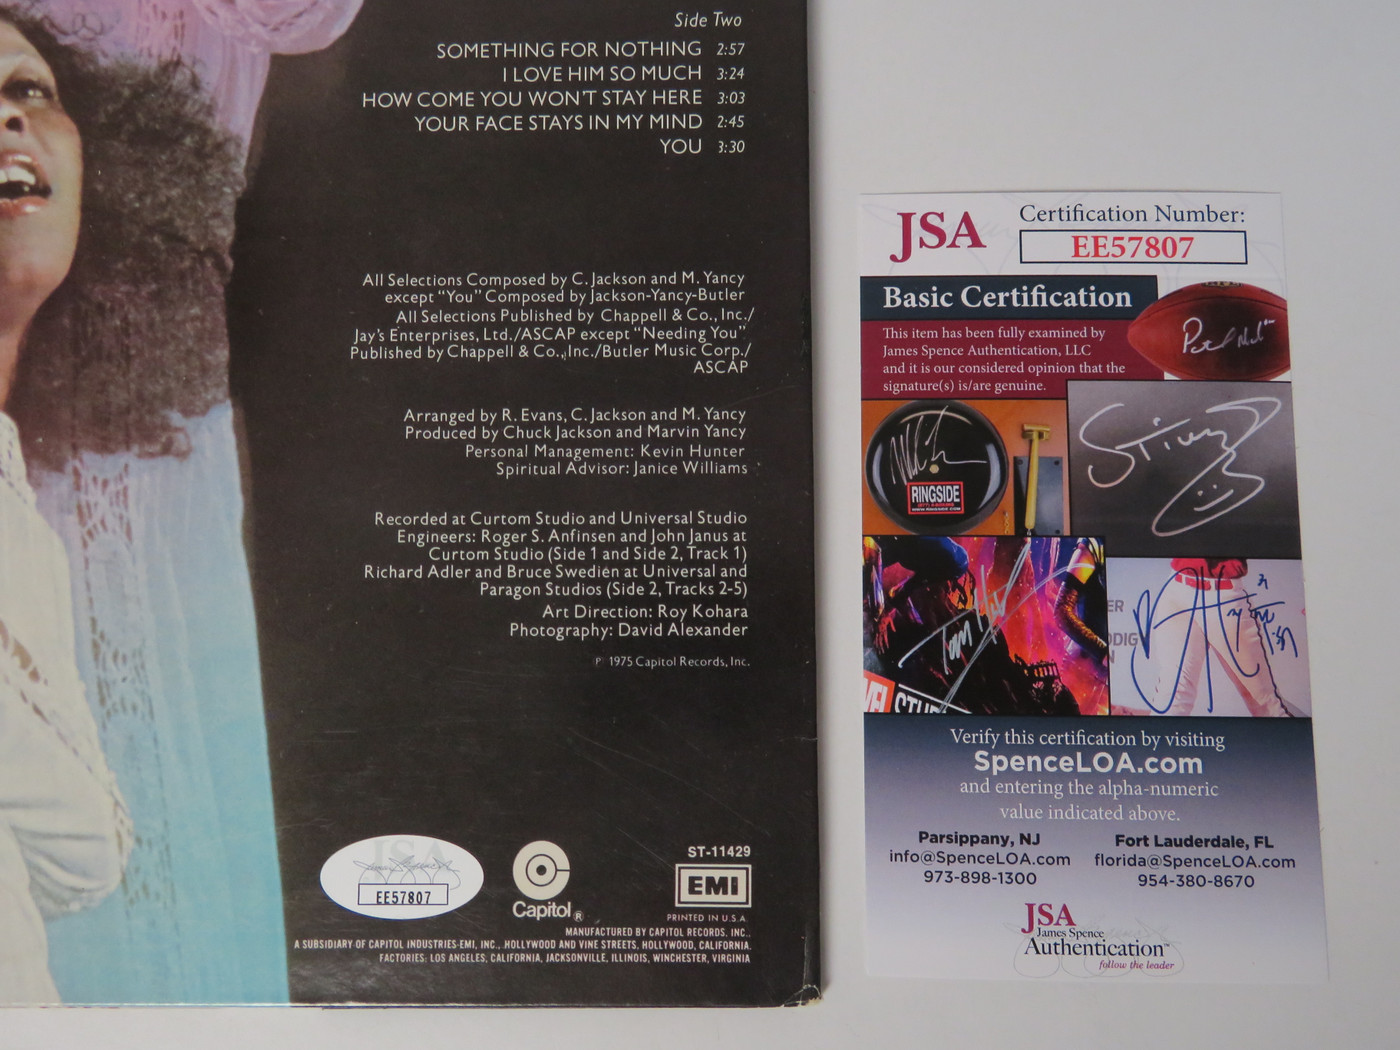 Side Two
SOMETHING FOR NOTHING 2:57
I LOVE HIM SO MUCH 3:24
HOW COME YOU WON'T STAY HERE 3:03
YOUR FACE STAYS IN MY MIND 2:45
YOU 3:30
All Selections Composed by C. Jackson and M. Yancy
except "You" Composed by Jackson-Yancy-Butler
All Selections Published by Chappell & Co., Inc./
Jay's Enterprises, Ltd./ASCAP except "Needing You"
Published by Chappell & Co., Inc./Butler Music Corp./
ASCAP
Arranged by R. Evans, C. Jackson and M. Yancy
Produced by Chuck Jackson and Marvin Yancy
Personal Management: Kevin Hunter
Spiritual Advisor: Janice Williams
Recorded at Curtom Studio and Universal Studio
Engineers: Roger S. Anfinsen and John Janus at
Curtom Studio (Side 1 and Side 2, Track 1)
Richard Adler and Bruce Swedien at Universal and
Paragon Studios (Side 2, Tracks 2-5)
Art Direction: Roy Kohara
Photography: David Alexander
℗ 1975 Capitol Records, Inc.
JSA
EE57807
Capitol®
ST-11429
EMI
PRINTED IN U.S.A.
MANUFACTURED BY CAPITOL RECORDS, INC.,
A SUBSIDIARY OF CAPITOL INDUSTRIES-EMI, INC., HOLLYWOOD AND VINE STREETS, HOLLYWOOD, CALIFORNIA.
FACTORIES: LOS ANGELES, CALIFORNIA, JACKSONVILLE, ILLINOIS, WINCHESTER, VIRGINIA
JSA
Certification Number:
EE57807
Basic Certification
This item has been fully examined by
James Spence Authentication, LLC
and it is our considered opinion that the
signature(s) is/are genuine.
RINGSIDE
Sting
Verify this certification by visiting
SpenceLOA.com
and entering the alpha-numeric
value indicated above.
Parsippany, NJ
info@SpenceLOA.com
973-898-1300
Fort Lauderdale, FL
florida@SpenceLOA.com
954-380-8670
JSA
James Spence
Authentication™
follow the leader